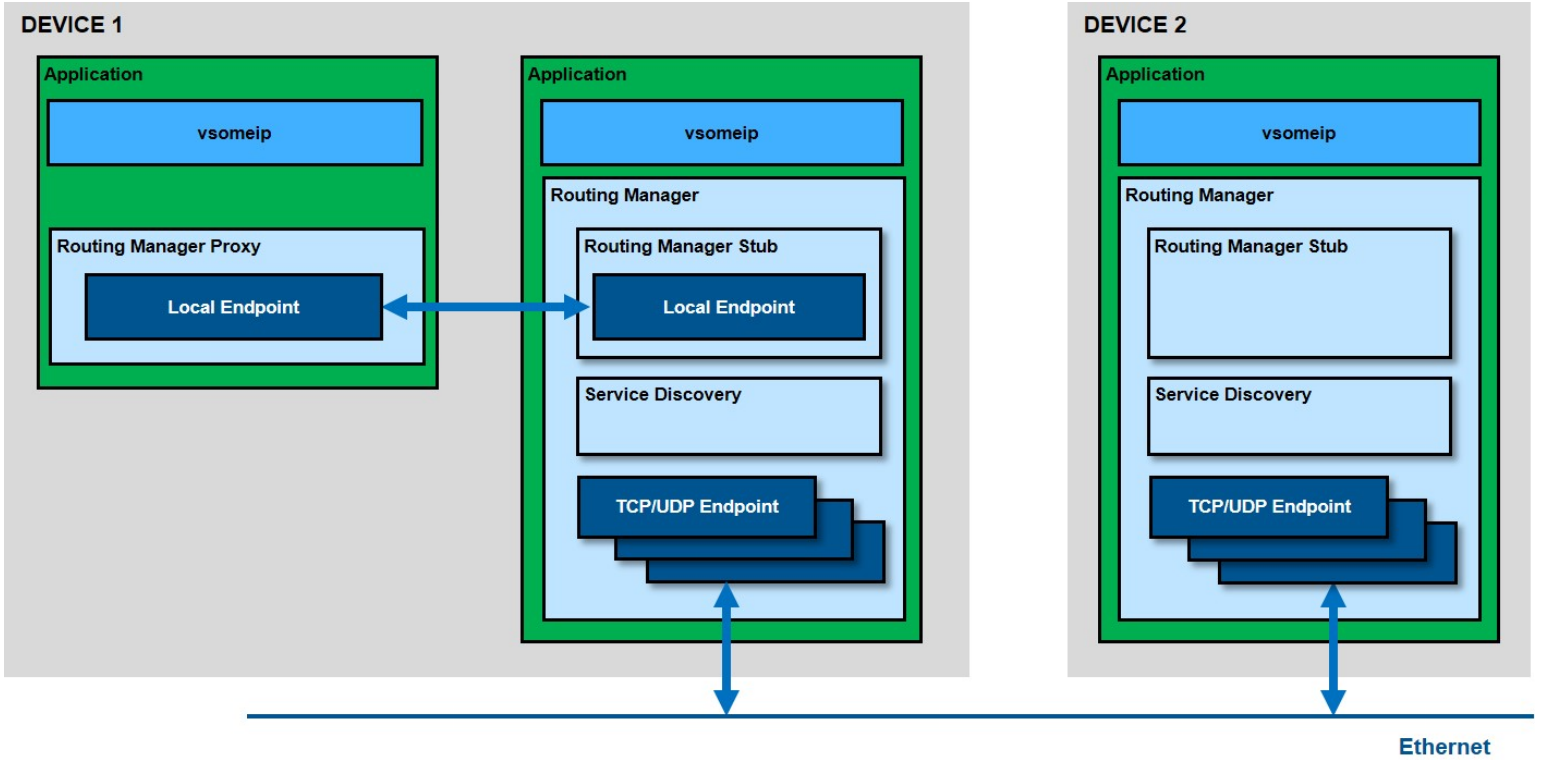 DEVICE 1
Application
vsomeip
Routing Manager Proxy
Local Endpoint
Application
vsomeip
Routing Manager
Routing Manager Stub
Local Endpoint
Service Discovery
TCP/UDP Endpoint
DEVICE 2
Application
vsomeip
Routing Manager
Routing Manager Stub
Service Discovery
TCP/UDP Endpoint
Ethernet